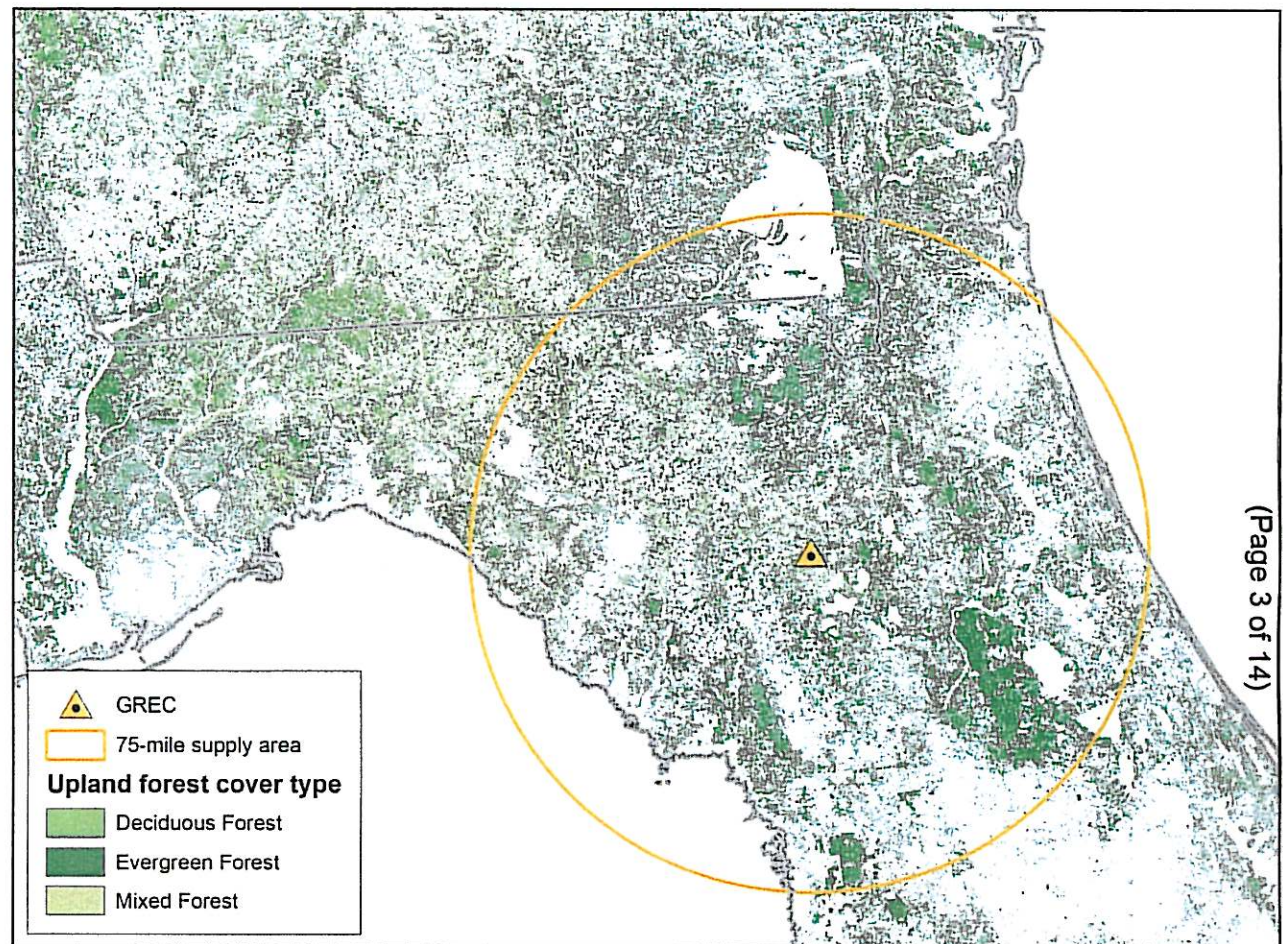 (Page 3 of 14)
GREC
75-mile supply area
Upland forest cover type
Deciduous Forest
Evergreen Forest
Mixed Forest